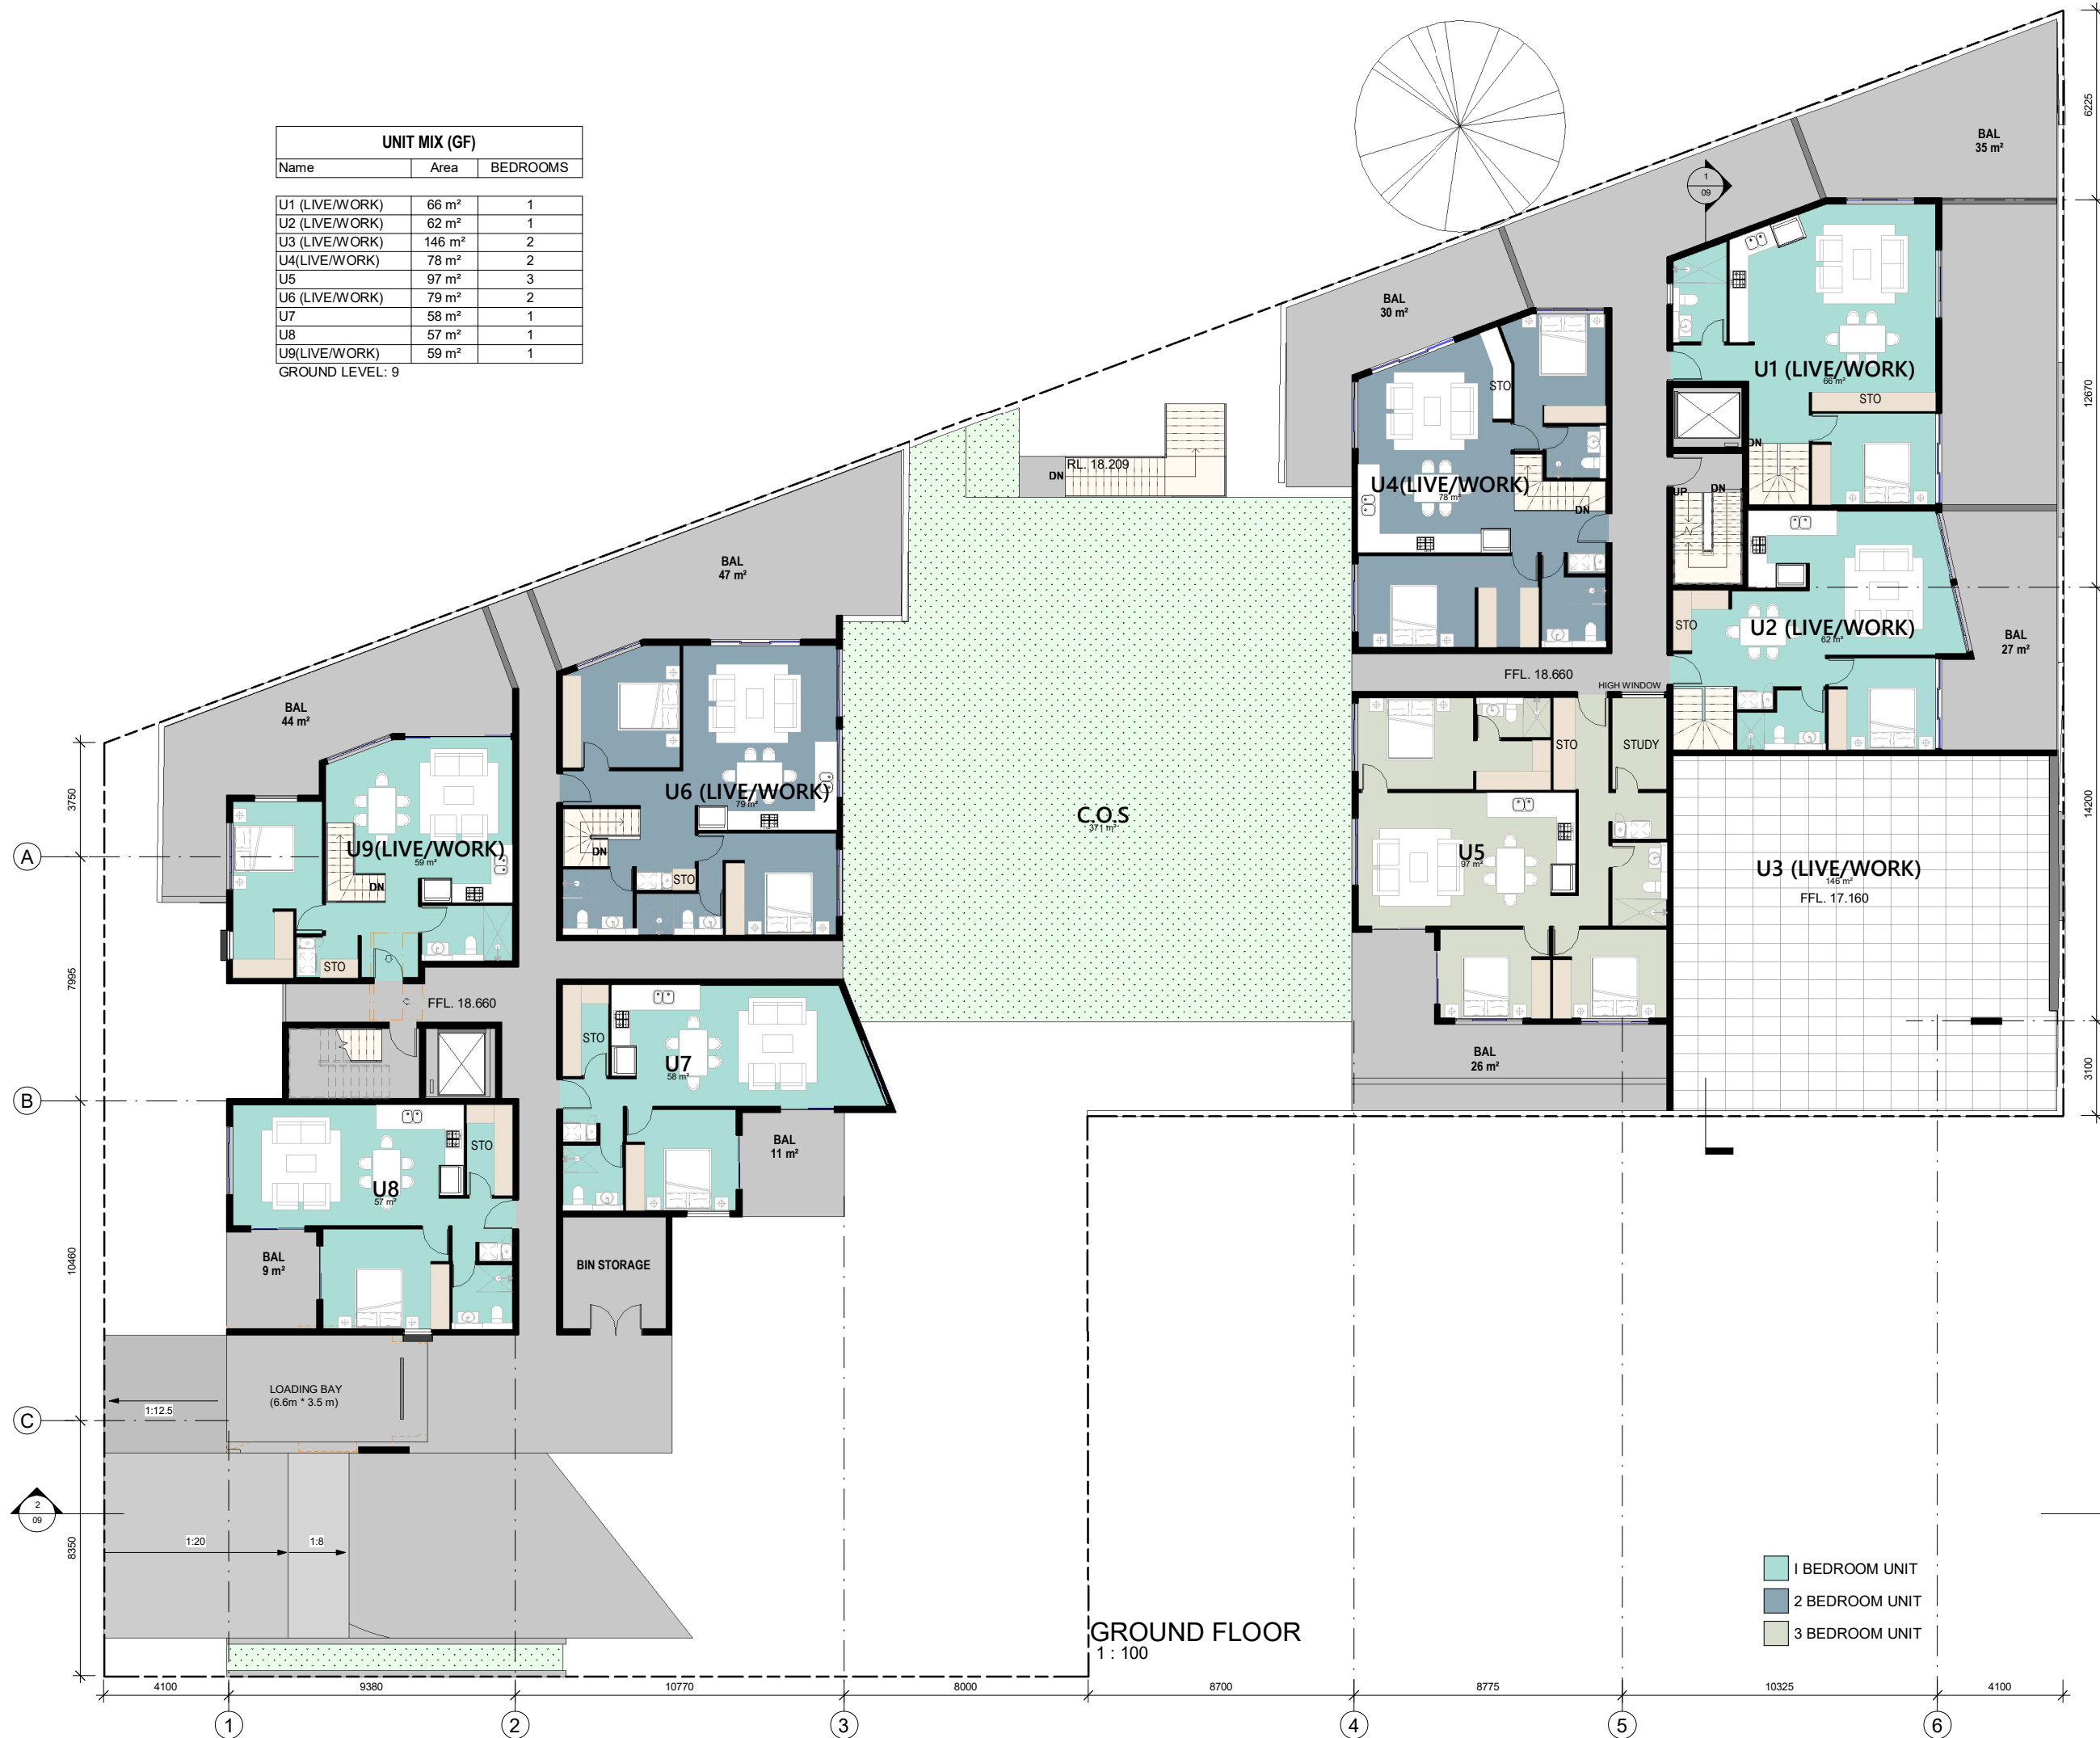 UNIT MIX (GF)
Name Area BEDROOMS
U1 (LIVE/WORK) 66 m² 1
U2 (LIVE/WORK) 62 m² 1
U3 (LIVE/WORK) 146 m² 2
U4(LIVE/WORK) 78 m² 2
U5 97 m² 3
U6 (LIVE/WORK) 79 m² 2
U7 58 m² 1
U8 57 m² 1
U9(LIVE/WORK) 59 m² 1
GROUND LEVEL: 9
BAL
35 m²
6225
1
09
BAL
30 m²
STO
U1 (LIVE/WORK)
66 m²
STO
12670
DN
RL. 18.209
DN
U4(LIVE/WORK)
78 m²
DN
UP
DN
BAL
47 m²
STO
U2 (LIVE/WORK)
62 m²
BAL
27 m²
FFL. 18.660
HIGH WINDOW
BAL
44 m²
STO
STUDY
3750
U6 (LIVE/WORK)
79 m²
C.O.S
371 m²
14200
A
U9(LIVE/WORK)
59 m²
DN
DN
STO
U5
97 m²
U3 (LIVE/WORK)
146 m²
FFL. 17.160
STO
7995
FFL. 18.660
STO
U7
58 m²
BAL
26 m²
3100
B
STO
BAL
11 m²
U8
57 m²
BAL
9 m²
BIN STORAGE
10460
LOADING BAY
(6.6m * 3.5 m)
1:12.5
C
2
09
1:20
1:8
8350
1 BEDROOM UNIT
2 BEDROOM UNIT
3 BEDROOM UNIT
GROUND FLOOR
1 : 100
4100 9380 10770 8000 8700 8775 10325 4100
1 2 3 4 5 6